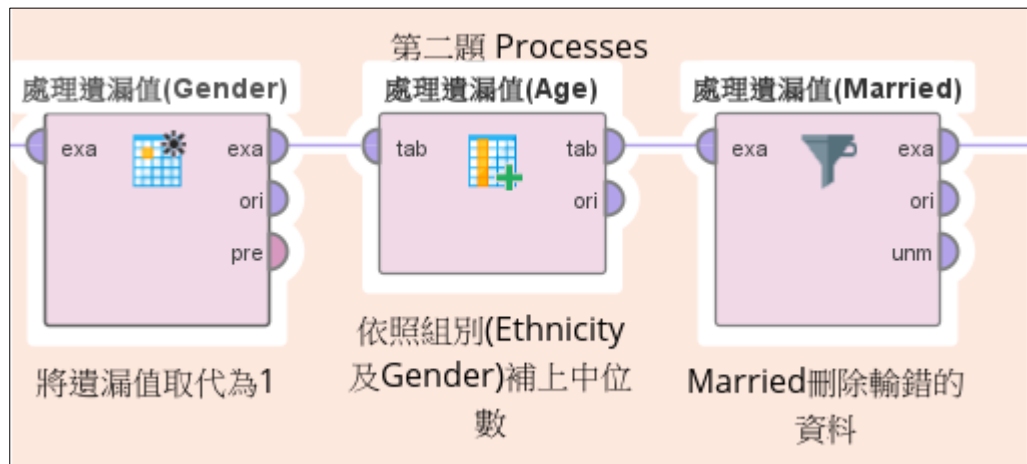 第二題 Processes
處理遺漏值(Gender)
exa
exa
ori
pre
將遺漏值取代為1
處理遺漏值(Age)
tab
tab
ori
依照組別(Ethnicity
及Gender)補上中位
數
處理遺漏值(Married)
exa
exa
ori
unm
Married刪除輸錯的
資料